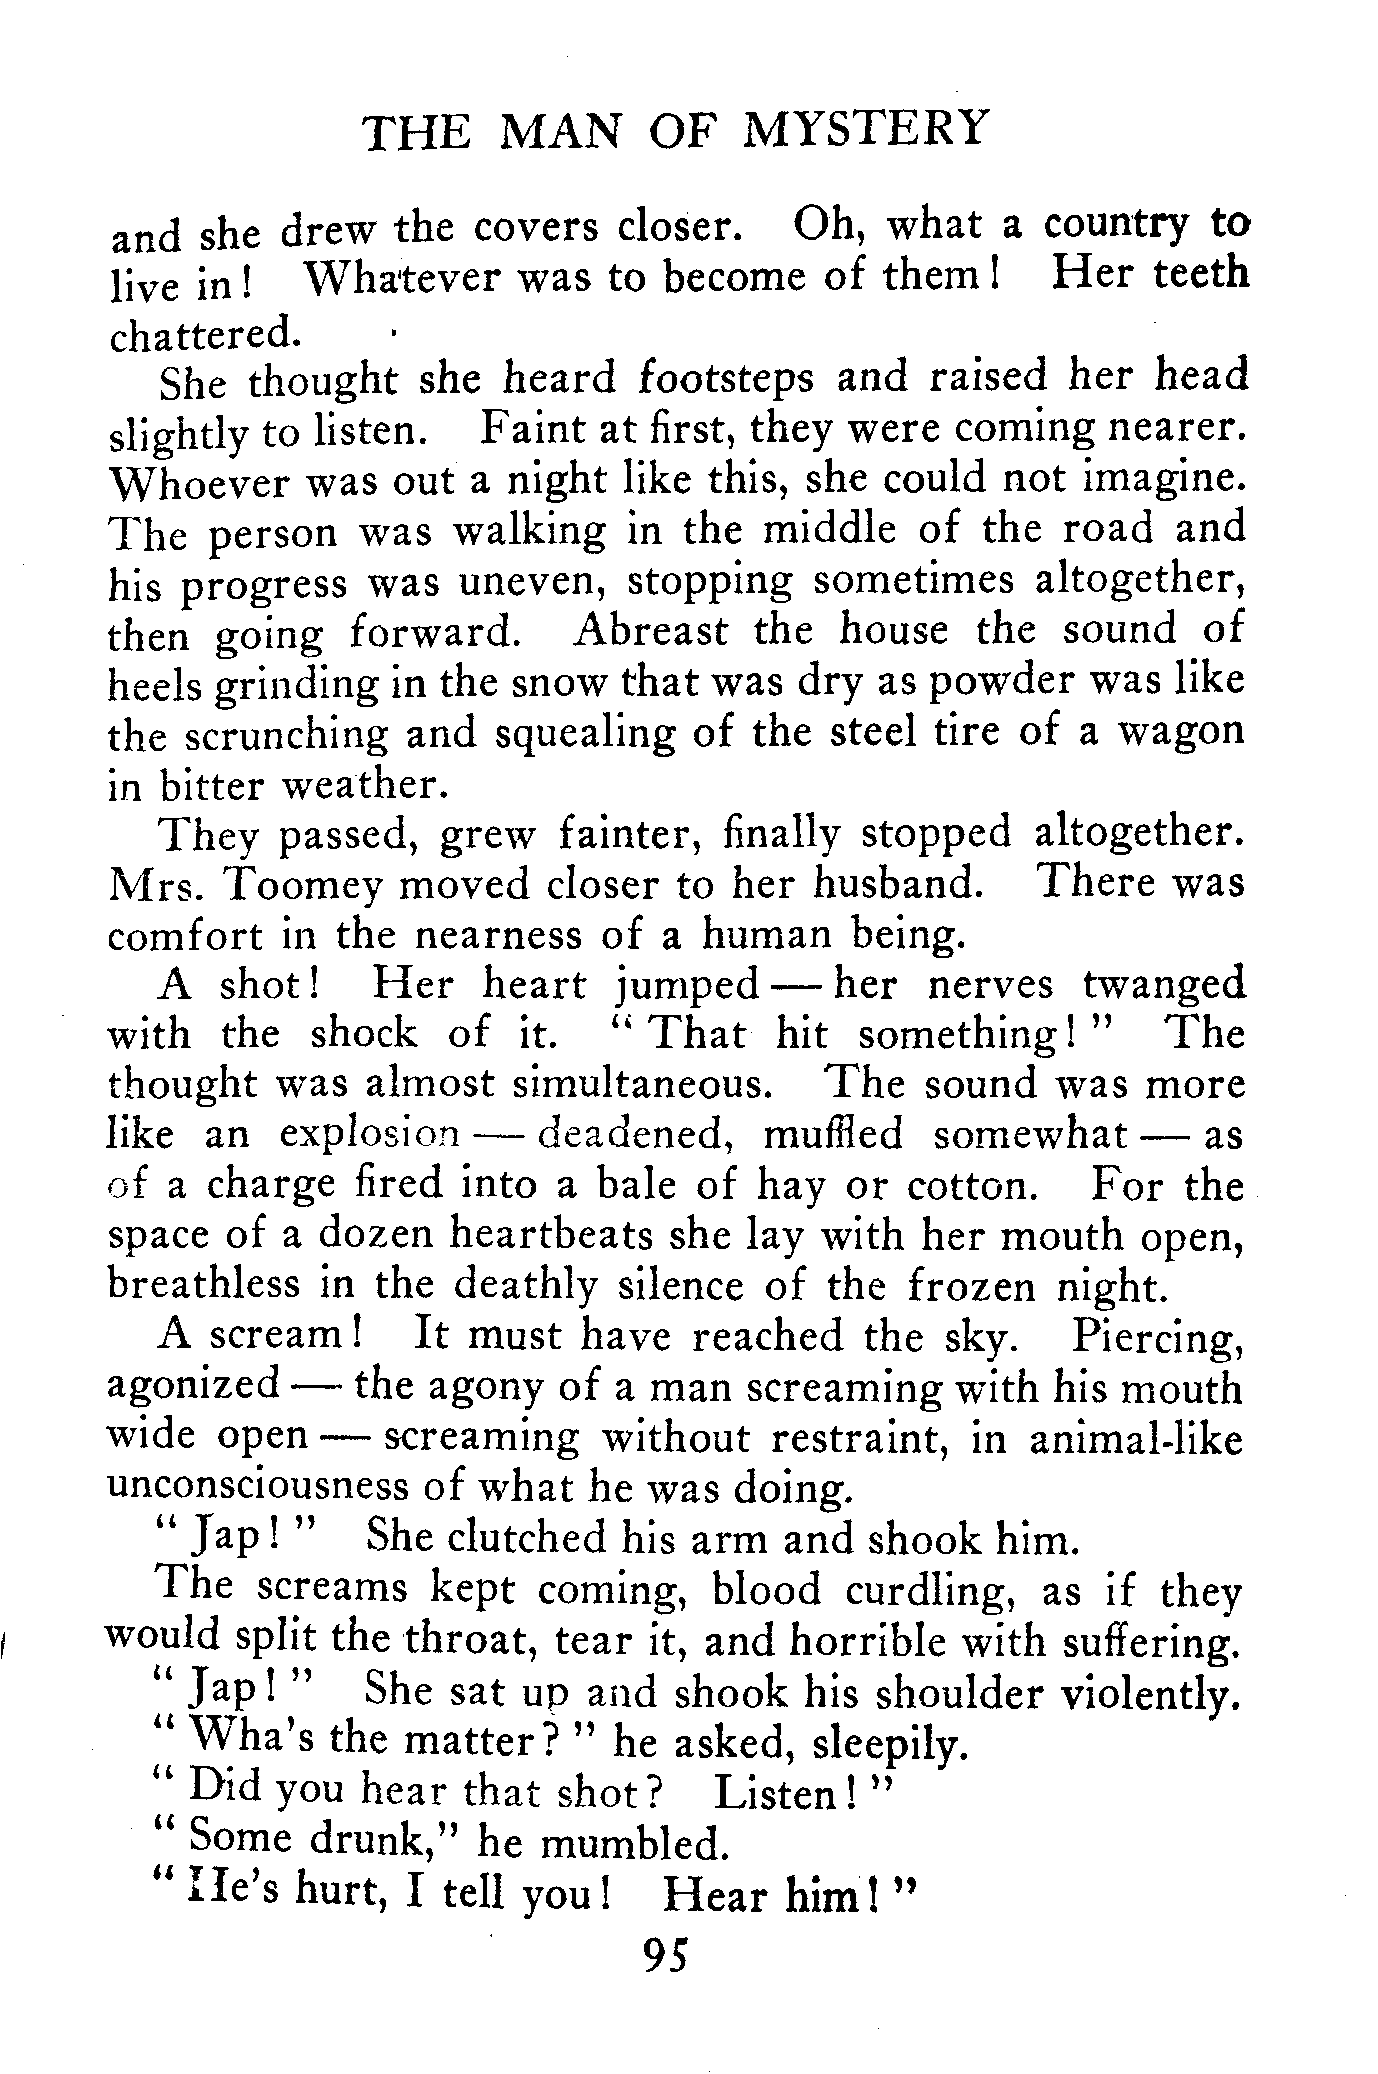 THE MAN OF MYSTERY
and she drew the covers closer. Oh, what a country to
live in! Whatever was to become of them! Her teeth
chattered.
She thought she heard footsteps and raised her head
slightly to listen. Faint at first, they were coming nearer.
Whoever was out a night like this, she could not imagine.
The person was walking in the middle of the road and
his progress was uneven, stopping sometimes altogether,
then going forward. Abreast the house the sound of
heels grinding in the snow that was dry as powder was like
the scrunching and squealing of the steel tire of a wagon
in bitter weather.
They passed, grew fainter, finally stopped altogether.
Mrs. Toomey moved closer to her husband. There was
comfort in the nearness of a human being.
A shot! Her heart jumped — her nerves twanged
with the shock of it. "That hit something!" The
thought was almost simultaneous. The sound was more
like an explosion — deadened, muffled somewhat — as
of a charge fired into a bale of hay or cotton. For the
space of a dozen heartbeats she lay with her mouth open,
breathless in the deathly silence of the frozen night.
A scream! It must have reached the sky. Piercing,
agonized — the agony of a man screaming with his mouth
wide open — screaming without restraint, in animal-like
unconsciousness of what he was doing.
"Jap!" She clutched his arm and shook him.
The screams kept coming, blood curdling, as if they
would split the throat, tear it, and horrible with suffering.
"Jap!" She sat up and shook his shoulder violently.
"Wha's the matter?" he asked, sleepily.
"Did you hear that shot? Listen!"
"Some drunk," he mumbled.
"He's hurt, I tell you! Hear him!"
95